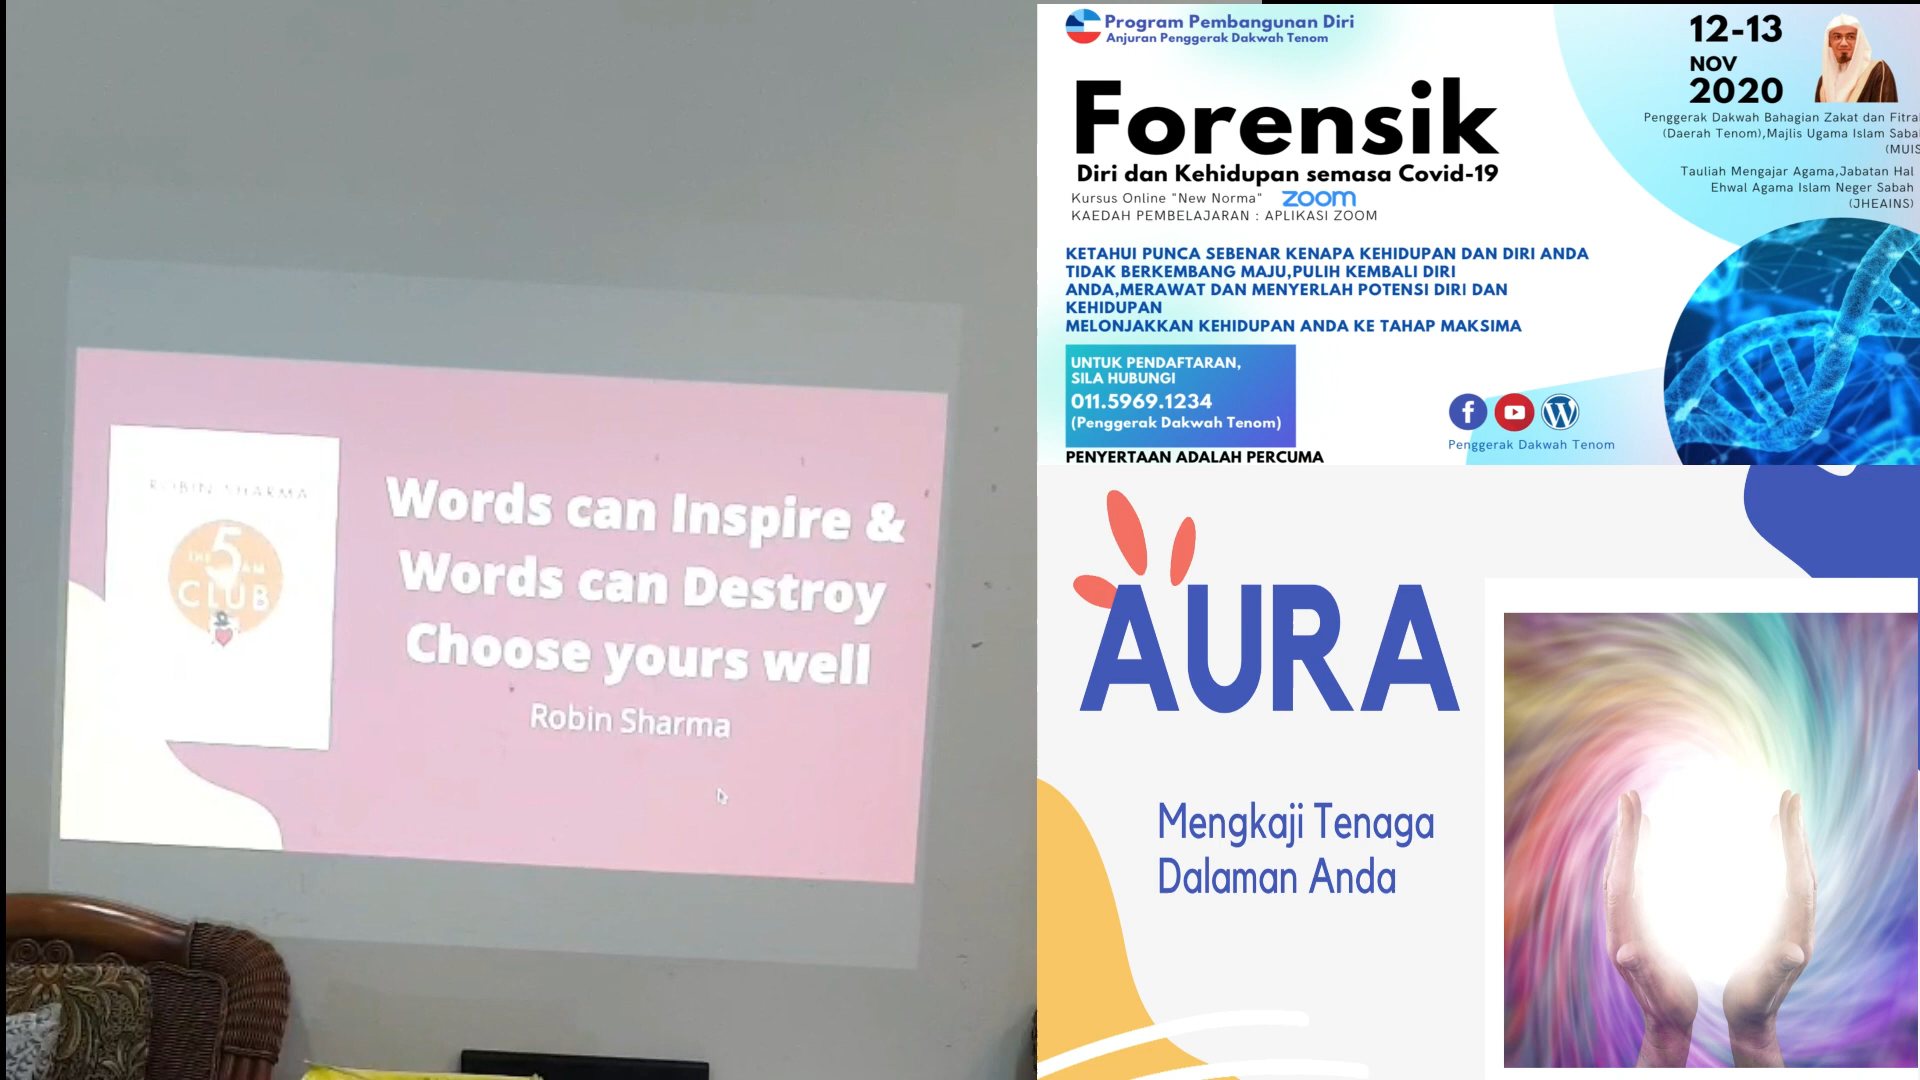 ROBIN SHARMA
THE 5 AM
CLUB
Words can Inspire &
Words can Destroy
Choose yours well
Robin Sharma
Program Pembangunan Diri
Anjuran Penggerak Dakwah Tenom
Forensik
Diri dan Kehidupan semasa Covid-19
Kursus Online "New Norma" zoom
KAEDAH PEMBELAJARAN : APLIKASI ZOOM
KETAHUI PUNCA SEBENAR KENAPA KEHIDUPAN DAN DIRI ANDA
TIDAK BERKEMBANG MAJU,PULIH KEMBALI DIRI
ANDA,MERAWAT DAN MENYERLAH POTENSI DIRI DAN
KEHIDUPAN
MELONJAKKAN KEHIDUPAN ANDA KE TAHAP MAKSIMA
UNTUK PENDAFTARAN,
SILA HUBUNGI
011.5969.1234
(Penggerak Dakwah Tenom)
PENYERTAAN ADALAH PERCUMA
12-13
NOV
2020
Penggerak Dakwah Bahagian Zakat dan Fitra
(Daerah Tenom),Majlis Ugama Islam Saba
(MUIS
Tauliah Mengajar Agama,Jabatan Hal
Ehwal Agama Islam Neger Sabah
(JHEAINS)
Penggerak Dakwah Tenom
AURA
Mengkaji Tenaga
Dalaman Anda